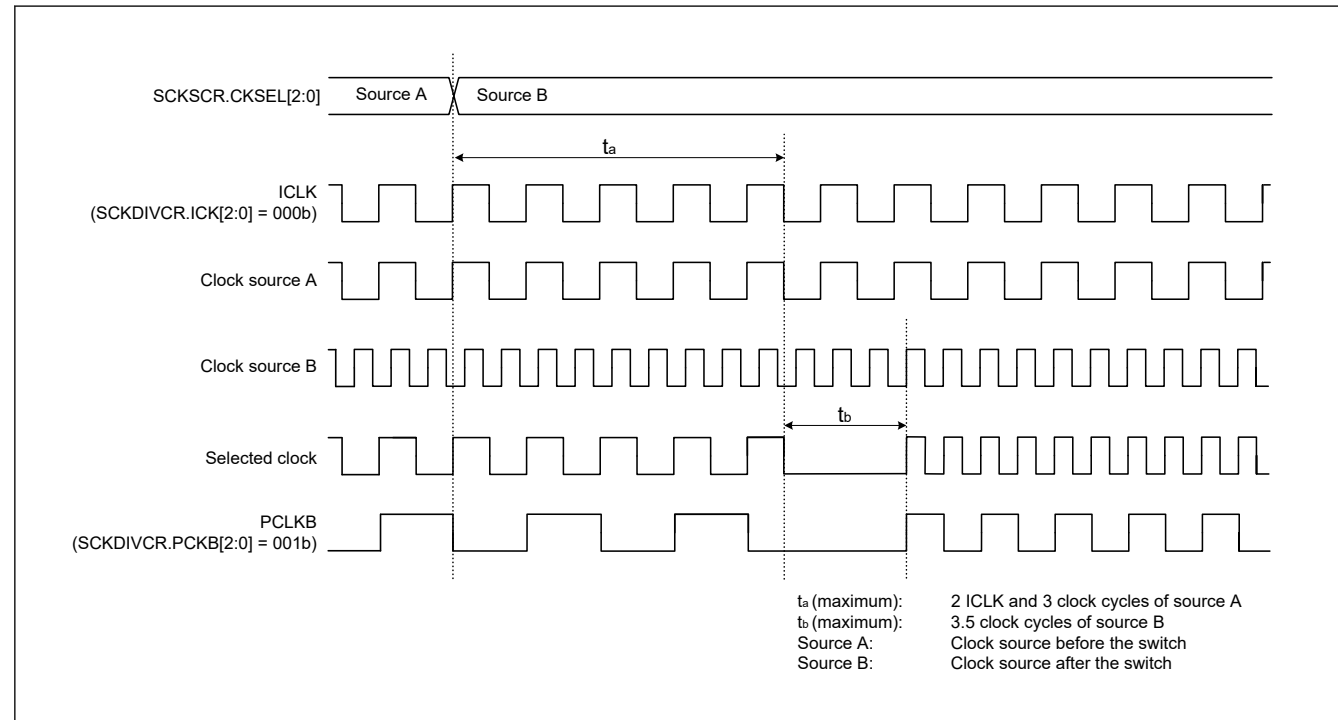 SCKSCR.CKSEL[2:0]
Source A
Source B
ta
ICLK
(SCKDIVCR.ICK[2:0] = 000b)
Clock source A
Clock source B
tb
Selected clock
PCLKB
(SCKDIVCR.PCKB[2:0] = 001b)
ta (maximum): 2 ICLK and 3 clock cycles of source A
tb (maximum): 3.5 clock cycles of source B
Source A: Clock source before the switch
Source B: Clock source after the switch